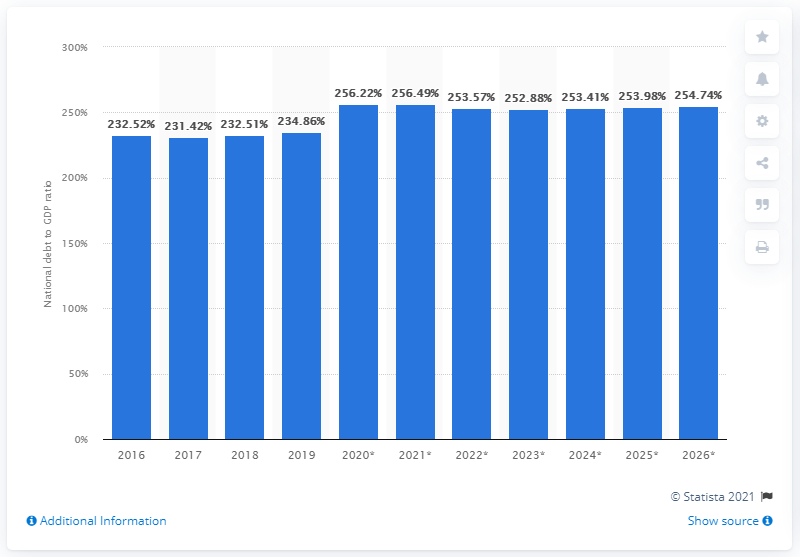 300%
250%
200%
150%
100%
50%
0%
National debt to GDP ratio
232.52% 231.42% 232.51% 234.86% 256.22% 256.49% 253.57% 252.88% 253.41% 253.98% 254.74%
2016 2017 2018 2019 2020* 2021* 2022* 2023* 2024* 2025* 2026*
© Statista 2021
Additional Information
Show source